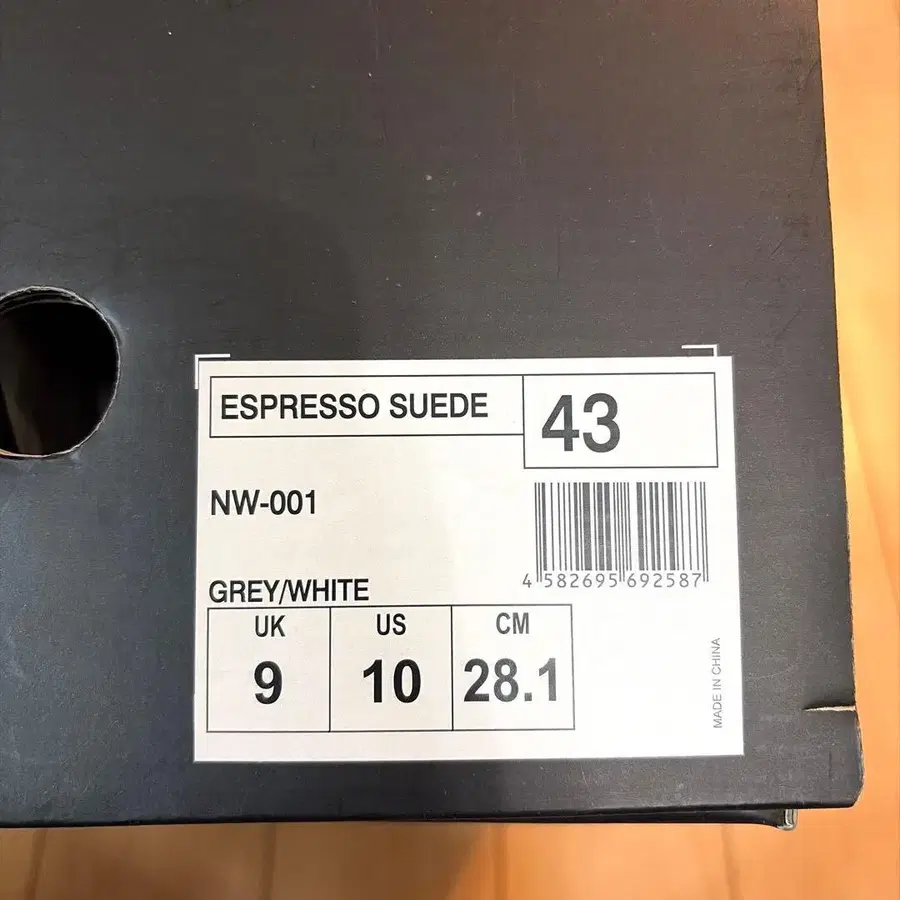 ESPRESSO SUEDE
43
NW-001
4 582695 692587
GREY/WHITE
UK
US
CM
9
10
28.1
MADE IN CHINA